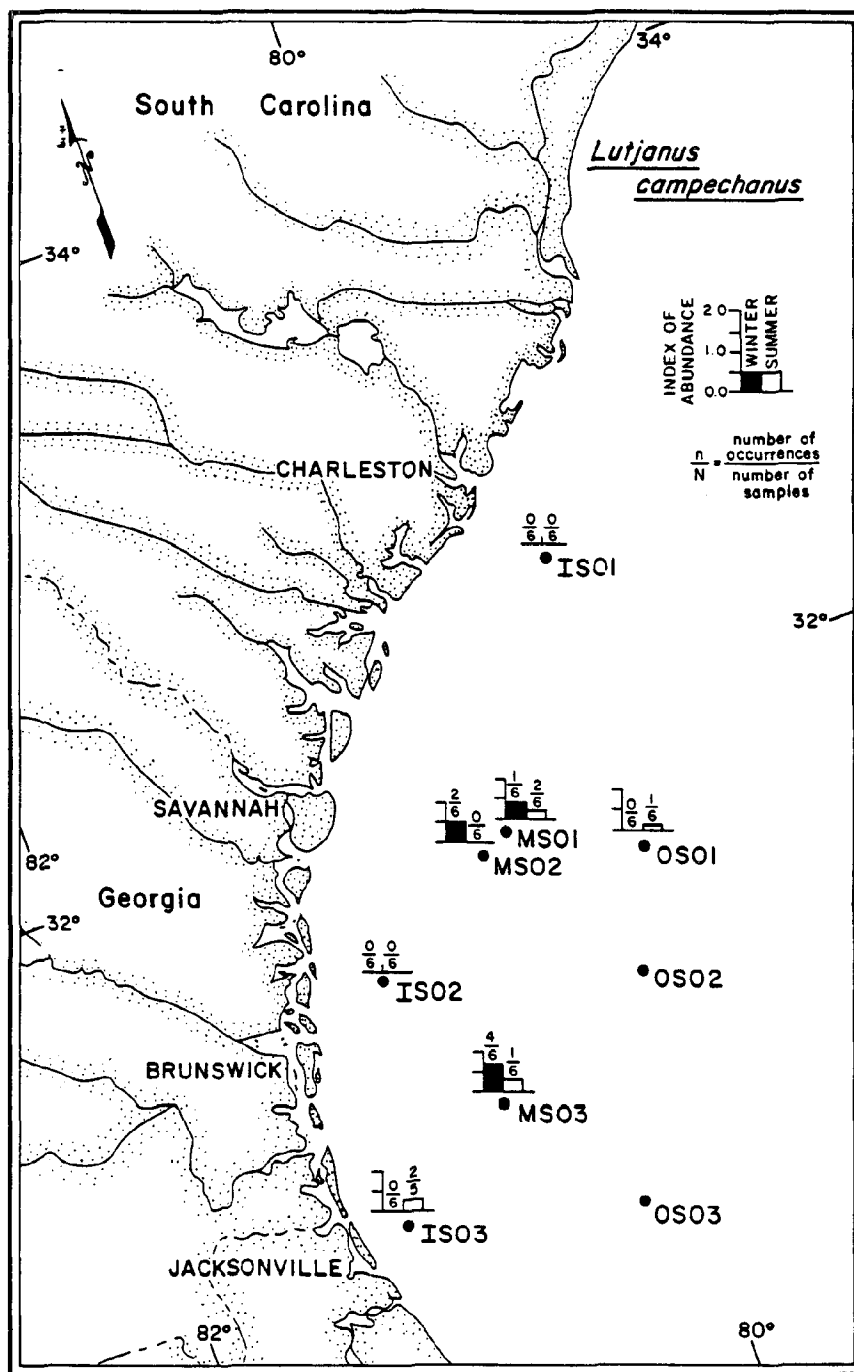 80°
34°
South Carolina
Lutjanus
campechanus
N
34°
INDEX OF
ABUNDANCE
2.0
1.0
0.0
WINTER
SUMMER
n/N = number of occurrences/number of samples
CHARLESTON
0/6 0/6
IS01
32°
SAVANNAH
2/6 0/6
MS02
1/6 2/6
MS01
0/6 1/6
OS01
82°
Georgia
32°
0/6 0/6
IS02
OS02
BRUNSWICK
4/6 1/6
MS03
0/6 2/5
IS03
OS03
JACKSONVILLE
82°
80°